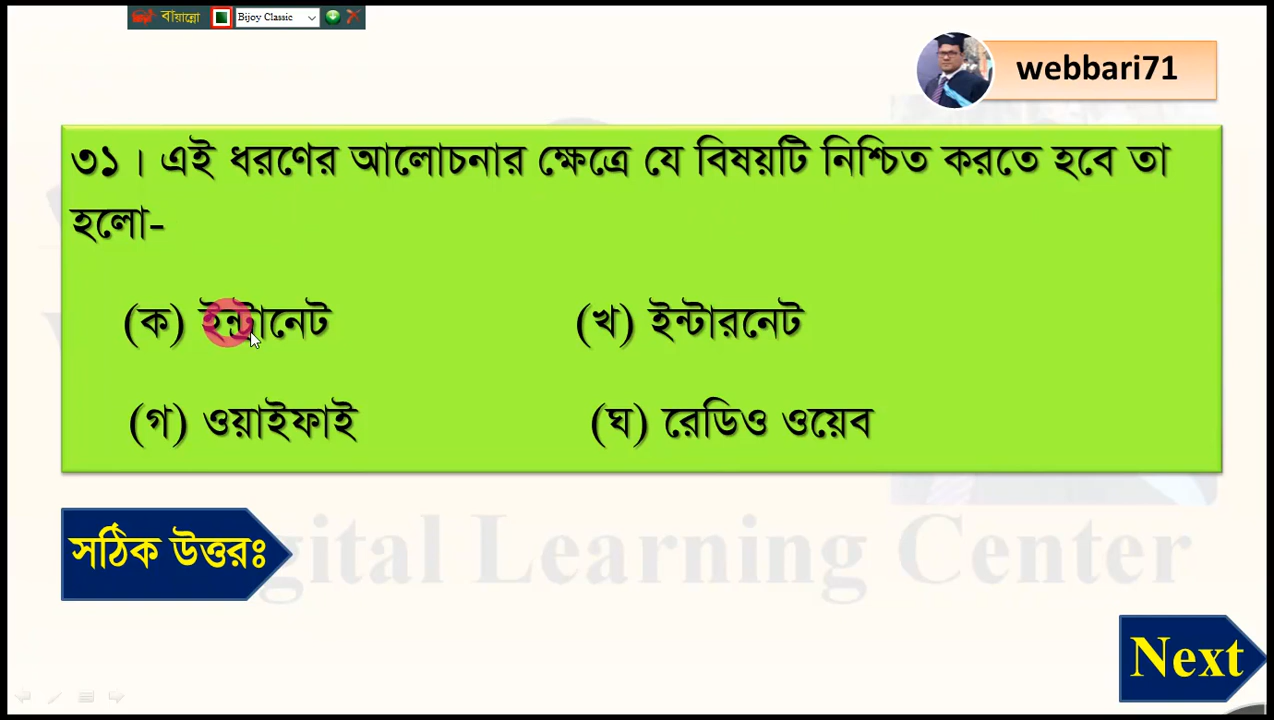 বায়ান্নো Bijoy Classic
webbari71
৩১। এই ধরণের আলোচনার ক্ষেত্রে যে বিষয়টি নিশ্চিত করতে হবে তা
হলো-
(ক) ইন্ট্রানেট (খ) ইন্টারনেট
(গ) ওয়াইফাই (ঘ) রেডিও ওয়েব
সঠিক উত্তরঃ
gital Learning Center
Next